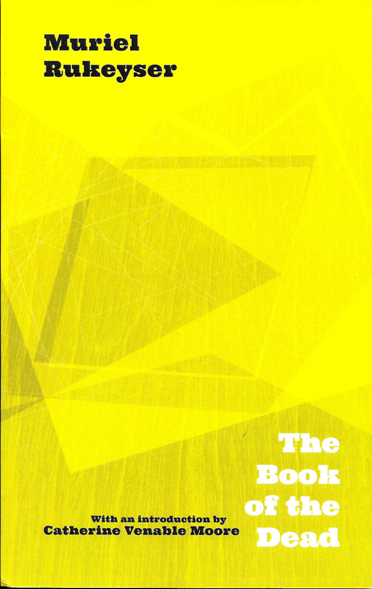 Muriel
Rukeyser
The
Book
of the
Dead
With an introduction by
Catherine Venable Moore